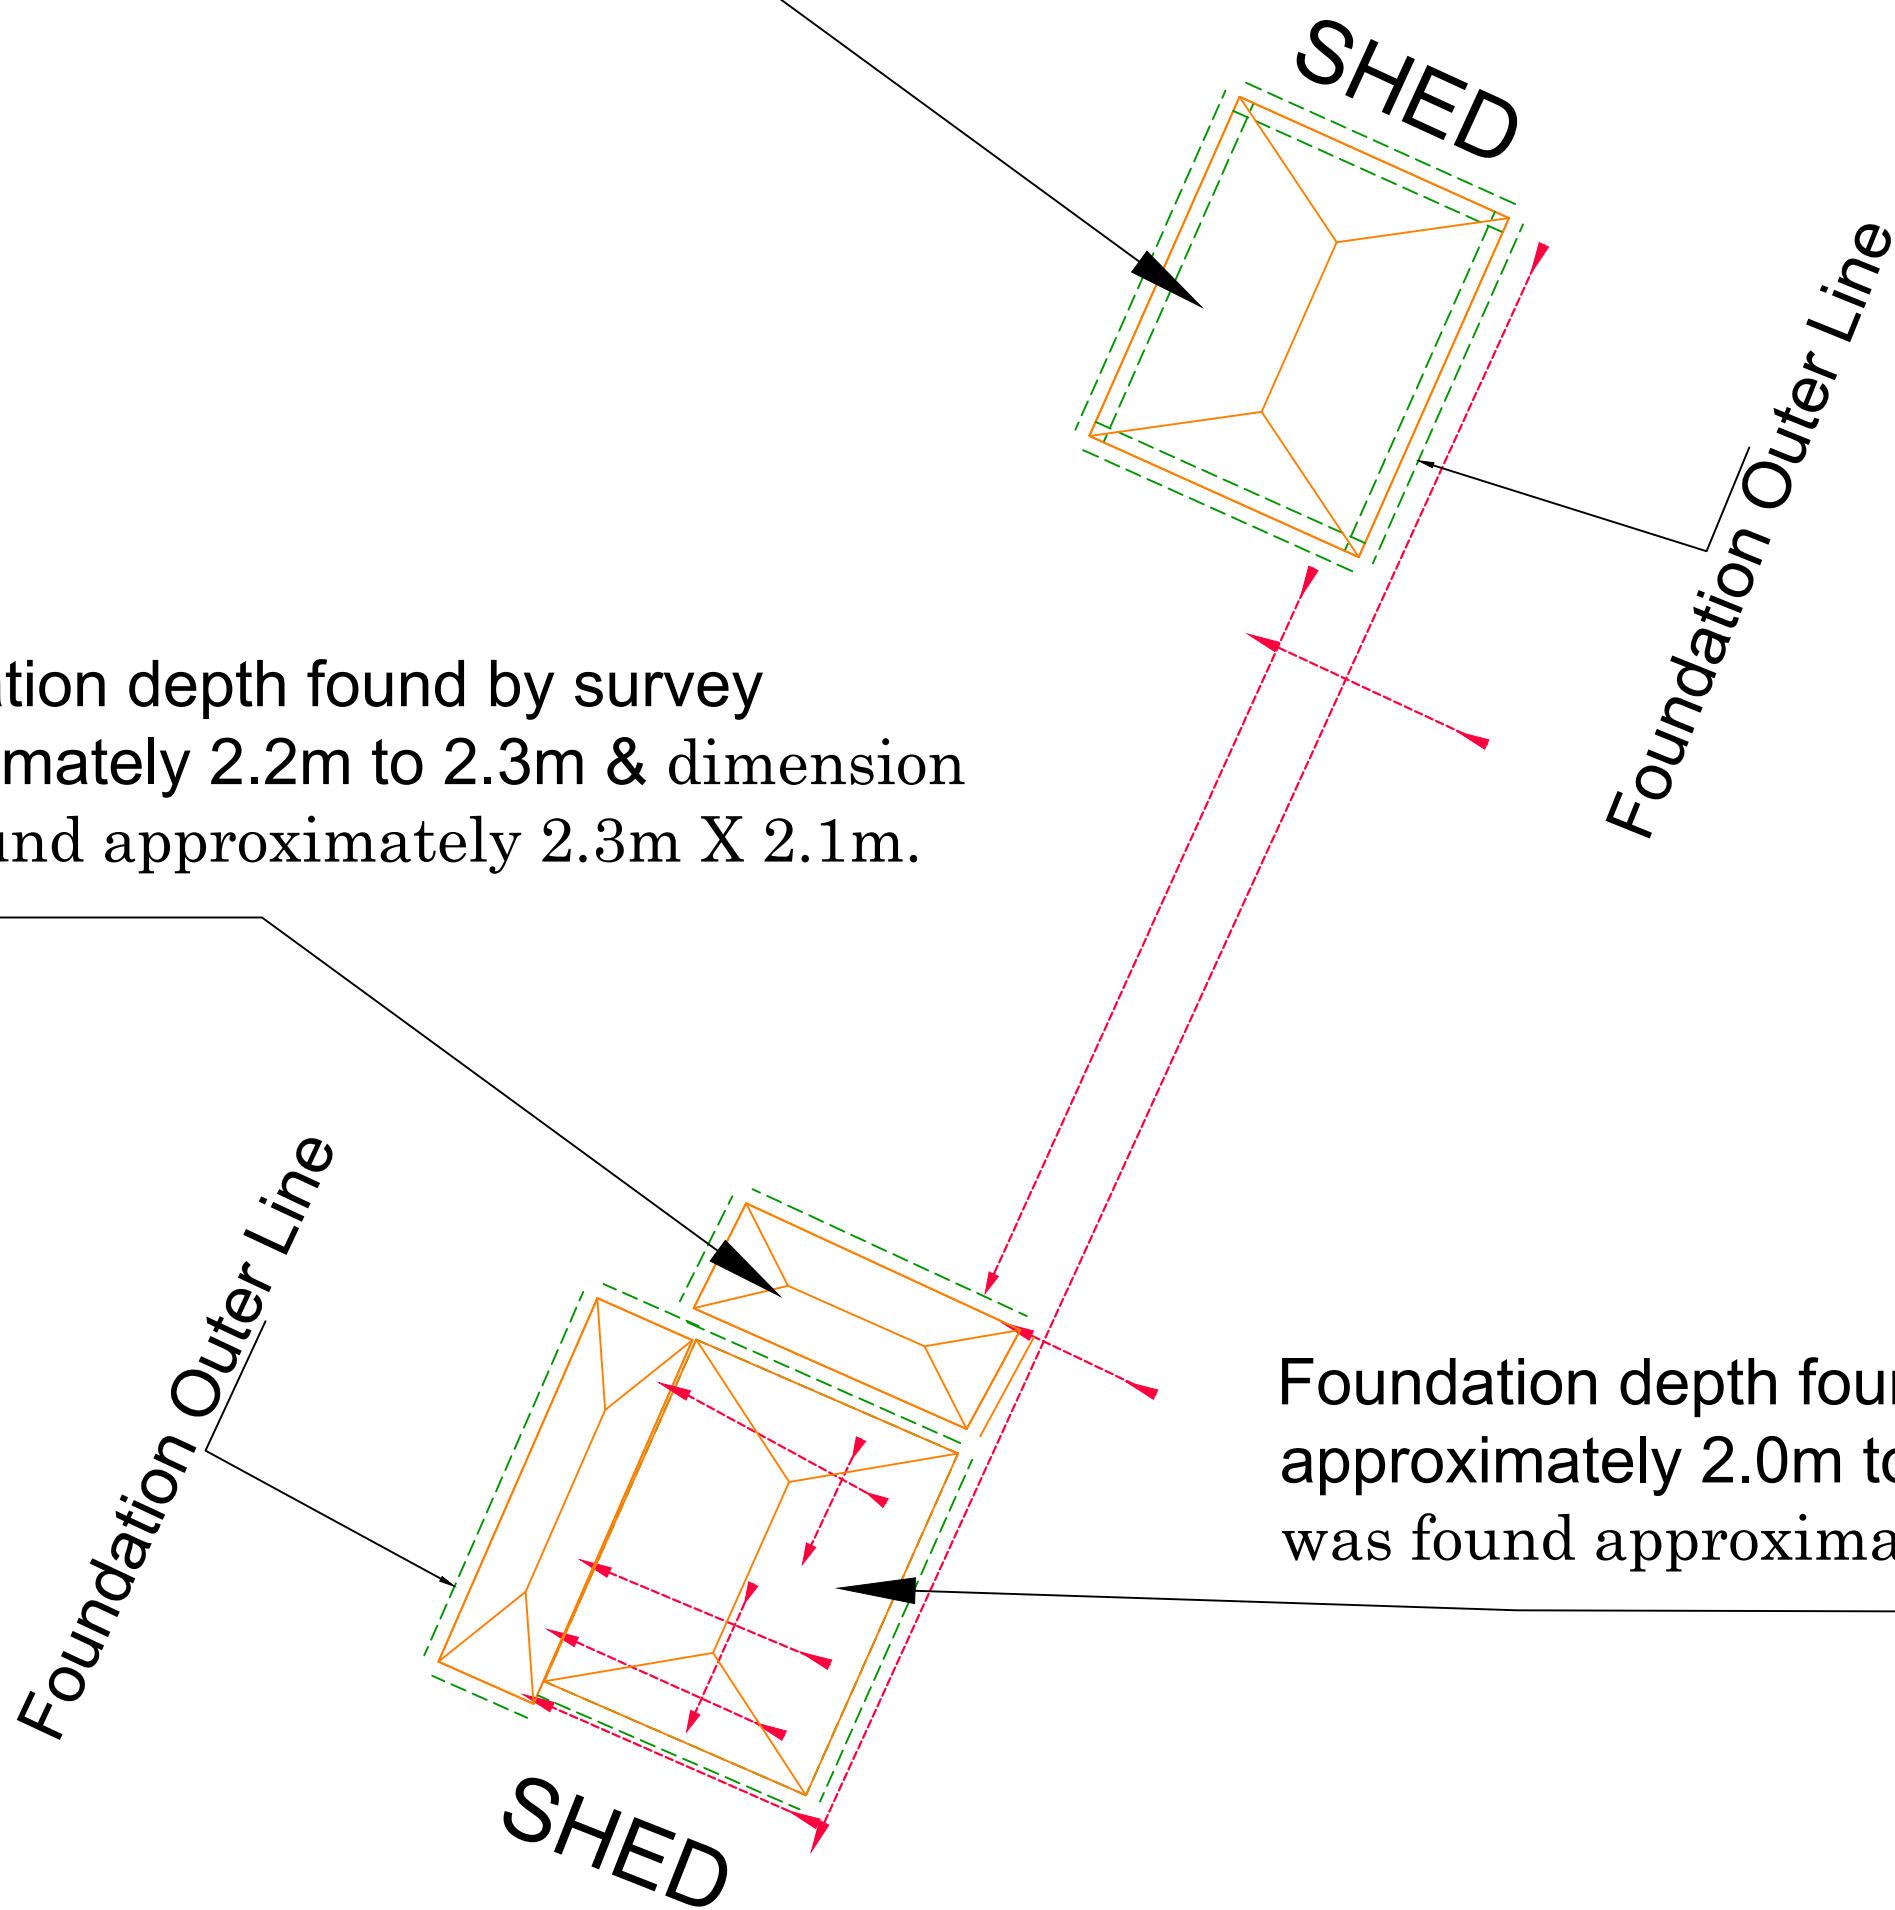 SHED
Foundation Outer Line
ation depth found by survey
mately 2.2m to 2.3m & dimension
und approximately 2.3m X 2.1m.
Foundation Outer Line
Foundation depth four
approximately 2.0m to
was found approxima
SHED